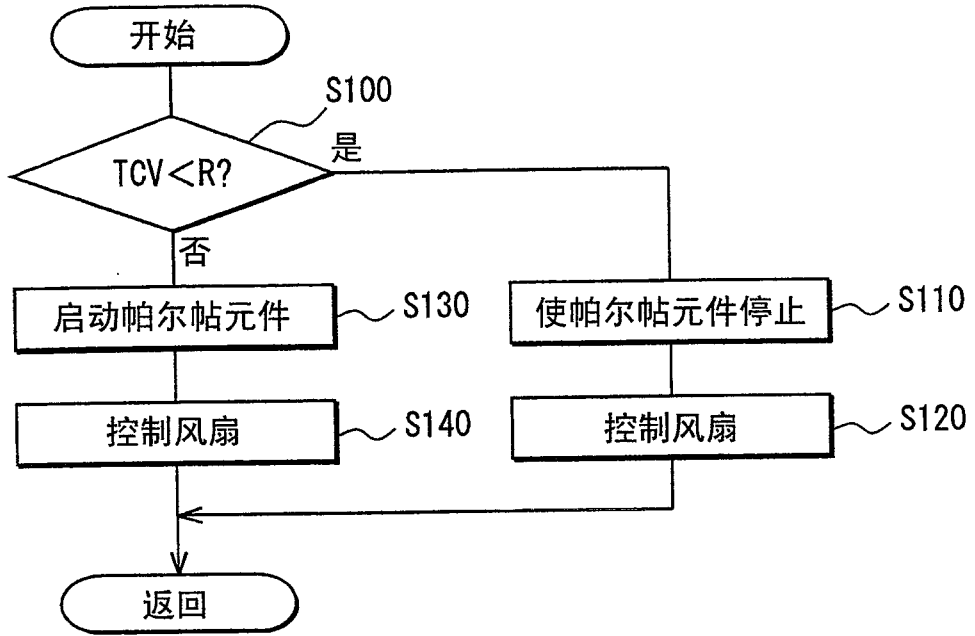 开始
S100
TCV<R?
是
否
启动帕尔帖元件
S130
使帕尔帖元件停止
S110
控制风扇
S140
控制风扇
S120
返回